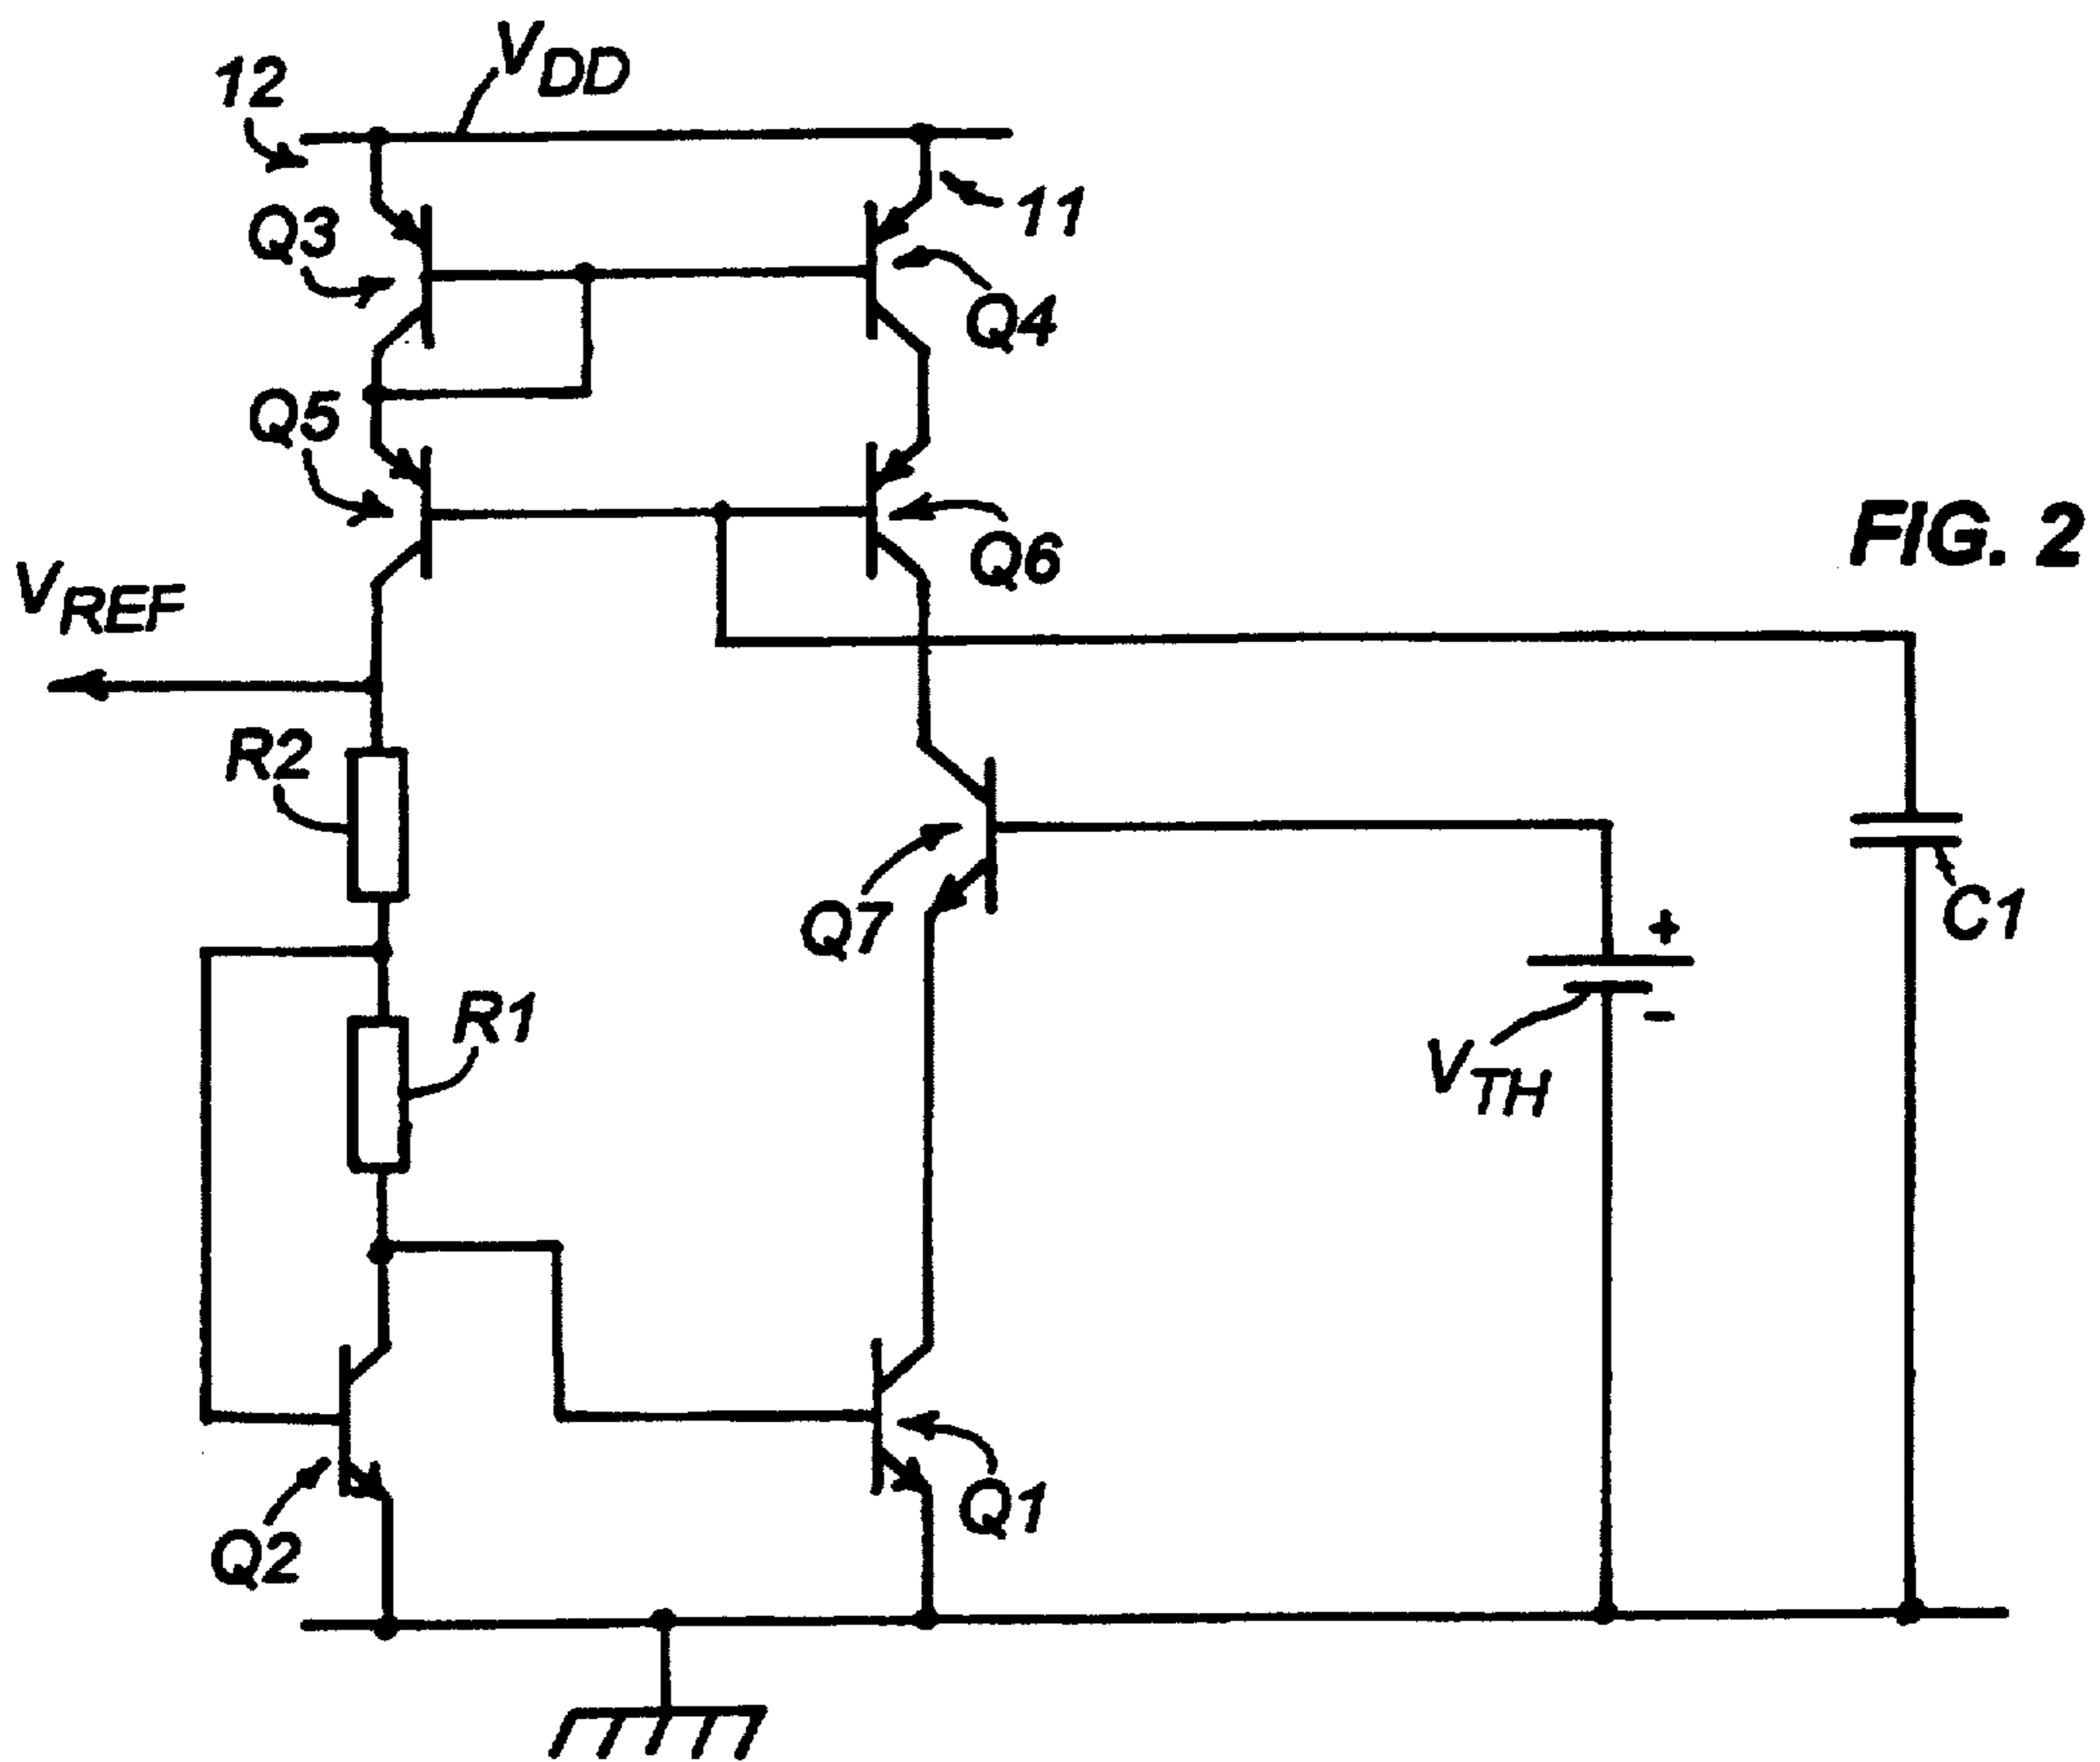 VDD
12
11
Q3
Q4
Q5
Q6
FIG. 2
VREF
R2
Q7
C1
+
R1
-
VTH
Q1
Q2